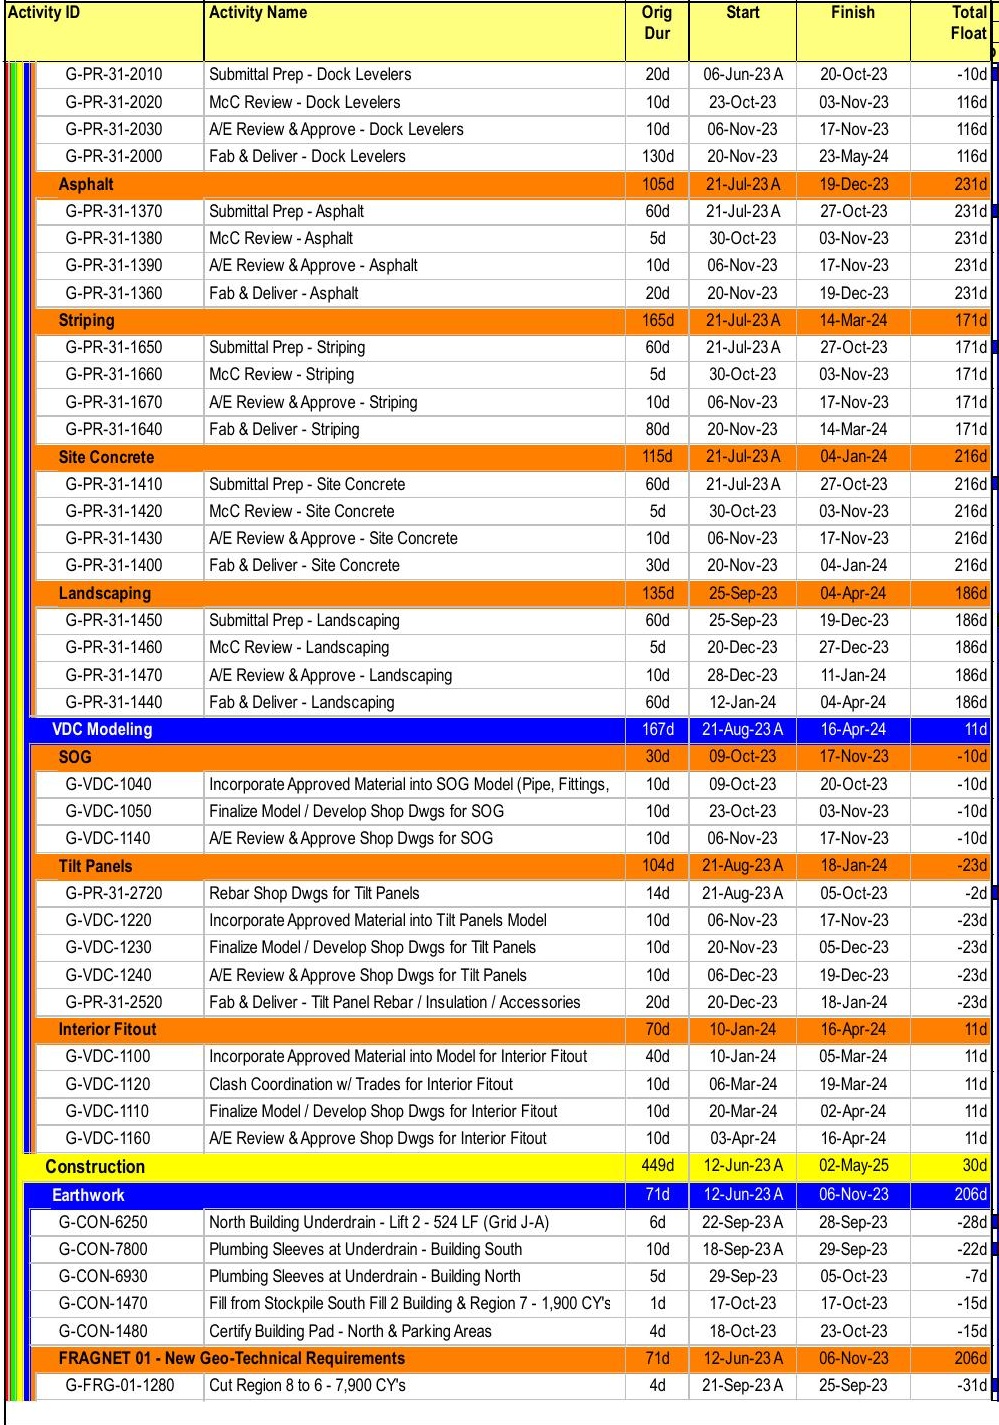 Activity ID Activity Name Orig Dur Start Finish Total Float
G-PR-31-2010 Submittal Prep - Dock Levelers 20d 06-Jun-23 A 20-Oct-23 -10d
G-PR-31-2020 McC Review - Dock Levelers 10d 23-Oct-23 03-Nov-23 116d
G-PR-31-2030 A/E Review & Approve - Dock Levelers 10d 06-Nov-23 17-Nov-23 116d
G-PR-31-2000 Fab & Deliver - Dock Levelers 130d 20-Nov-23 23-May-24 116d
Asphalt 105d 21-Jul-23 A 19-Dec-23 231d
G-PR-31-1370 Submittal Prep - Asphalt 60d 21-Jul-23 A 27-Oct-23 231d
G-PR-31-1380 McC Review - Asphalt 5d 30-Oct-23 03-Nov-23 231d
G-PR-31-1390 A/E Review & Approve - Asphalt 10d 06-Nov-23 17-Nov-23 231d
G-PR-31-1360 Fab & Deliver - Asphalt 20d 20-Nov-23 19-Dec-23 231d
Striping 165d 21-Jul-23 A 14-Mar-24 171d
G-PR-31-1650 Submittal Prep - Striping 60d 21-Jul-23 A 27-Oct-23 171d
G-PR-31-1660 McC Review - Striping 5d 30-Oct-23 03-Nov-23 171d
G-PR-31-1670 A/E Review & Approve - Striping 10d 06-Nov-23 17-Nov-23 171d
G-PR-31-1640 Fab & Deliver - Striping 80d 20-Nov-23 14-Mar-24 171d
Site Concrete 115d 21-Jul-23 A 04-Jan-24 216d
G-PR-31-1410 Submittal Prep - Site Concrete 60d 21-Jul-23 A 27-Oct-23 216d
G-PR-31-1420 McC Review - Site Concrete 5d 30-Oct-23 03-Nov-23 216d
G-PR-31-1430 A/E Review & Approve - Site Concrete 10d 06-Nov-23 17-Nov-23 216d
G-PR-31-1400 Fab & Deliver - Site Concrete 30d 20-Nov-23 04-Jan-24 216d
Landscaping 135d 25-Sep-23 04-Apr-24 186d
G-PR-31-1450 Submittal Prep - Landscaping 60d 25-Sep-23 19-Dec-23 186d
G-PR-31-1460 McC Review - Landscaping 5d 20-Dec-23 27-Dec-23 186d
G-PR-31-1470 A/E Review & Approve - Landscaping 10d 28-Dec-23 11-Jan-24 186d
G-PR-31-1440 Fab & Deliver - Landscaping 60d 12-Jan-24 04-Apr-24 186d
VDC Modeling 167d 21-Aug-23 A 16-Apr-24 11d
SOG 30d 09-Oct-23 17-Nov-23 -10d
G-VDC-1040 Incorporate Approved Material into SOG Model (Pipe, Fittings, 10d 09-Oct-23 20-Oct-23 -10d
G-VDC-1050 Finalize Model / Develop Shop Dwgs for SOG 10d 23-Oct-23 03-Nov-23 -10d
G-VDC-1140 A/E Review & Approve Shop Dwgs for SOG 10d 06-Nov-23 17-Nov-23 -10d
Tilt Panels 104d 21-Aug-23 A 18-Jan-24 -23d
G-PR-31-2720 Rebar Shop Dwgs for Tilt Panels 14d 21-Aug-23 A 05-Oct-23 -2d
G-VDC-1220 Incorporate Approved Material into Tilt Panels Model 10d 06-Nov-23 17-Nov-23 -23d
G-VDC-1230 Finalize Model / Develop Shop Dwgs for Tilt Panels 10d 20-Nov-23 05-Dec-23 -23d
G-VDC-1240 A/E Review & Approve Shop Dwgs for Tilt Panels 10d 06-Dec-23 19-Dec-23 -23d
G-PR-31-2520 Fab & Deliver - Tilt Panel Rebar / Insulation / Accessories 20d 20-Dec-23 18-Jan-24 -23d
Interior Fitout 70d 10-Jan-24 16-Apr-24 11d
G-VDC-1100 Incorporate Approved Material into Model for Interior Fitout 40d 10-Jan-24 05-Mar-24 11d
G-VDC-1120 Clash Coordination w/ Trades for Interior Fitout 10d 06-Mar-24 19-Mar-24 11d
G-VDC-1110 Finalize Model / Develop Shop Dwgs for Interior Fitout 10d 20-Mar-24 02-Apr-24 11d
G-VDC-1160 A/E Review & Approve Shop Dwgs for Interior Fitout 10d 03-Apr-24 16-Apr-24 11d
Construction 449d 12-Jun-23 A 02-May-25 30d
Earthwork 71d 12-Jun-23 A 06-Nov-23 206d
G-CON-6250 North Building Underdrain - Lift 2 - 524 LF (Grid J-A) 6d 22-Sep-23 A 28-Sep-23 -28d
G-CON-7800 Plumbing Sleeves at Underdrain - Building South 10d 18-Sep-23 A 29-Sep-23 -22d
G-CON-6930 Plumbing Sleeves at Underdrain - Building North 5d 29-Sep-23 05-Oct-23 -7d
G-CON-1470 Fill from Stockpile South Fill 2 Building & Region 7 - 1,900 CY's 1d 17-Oct-23 17-Oct-23 -15d
G-CON-1480 Certify Building Pad - North & Parking Areas 4d 18-Oct-23 23-Oct-23 -15d
FRAGNET 01 - New Geo-Technical Requirements 71d 12-Jun-23 A 06-Nov-23 206d
G-FRG-01-1280 Cut Region 8 to 6 - 7,900 CY's 4d 21-Sep-23 A 25-Sep-23 -31d